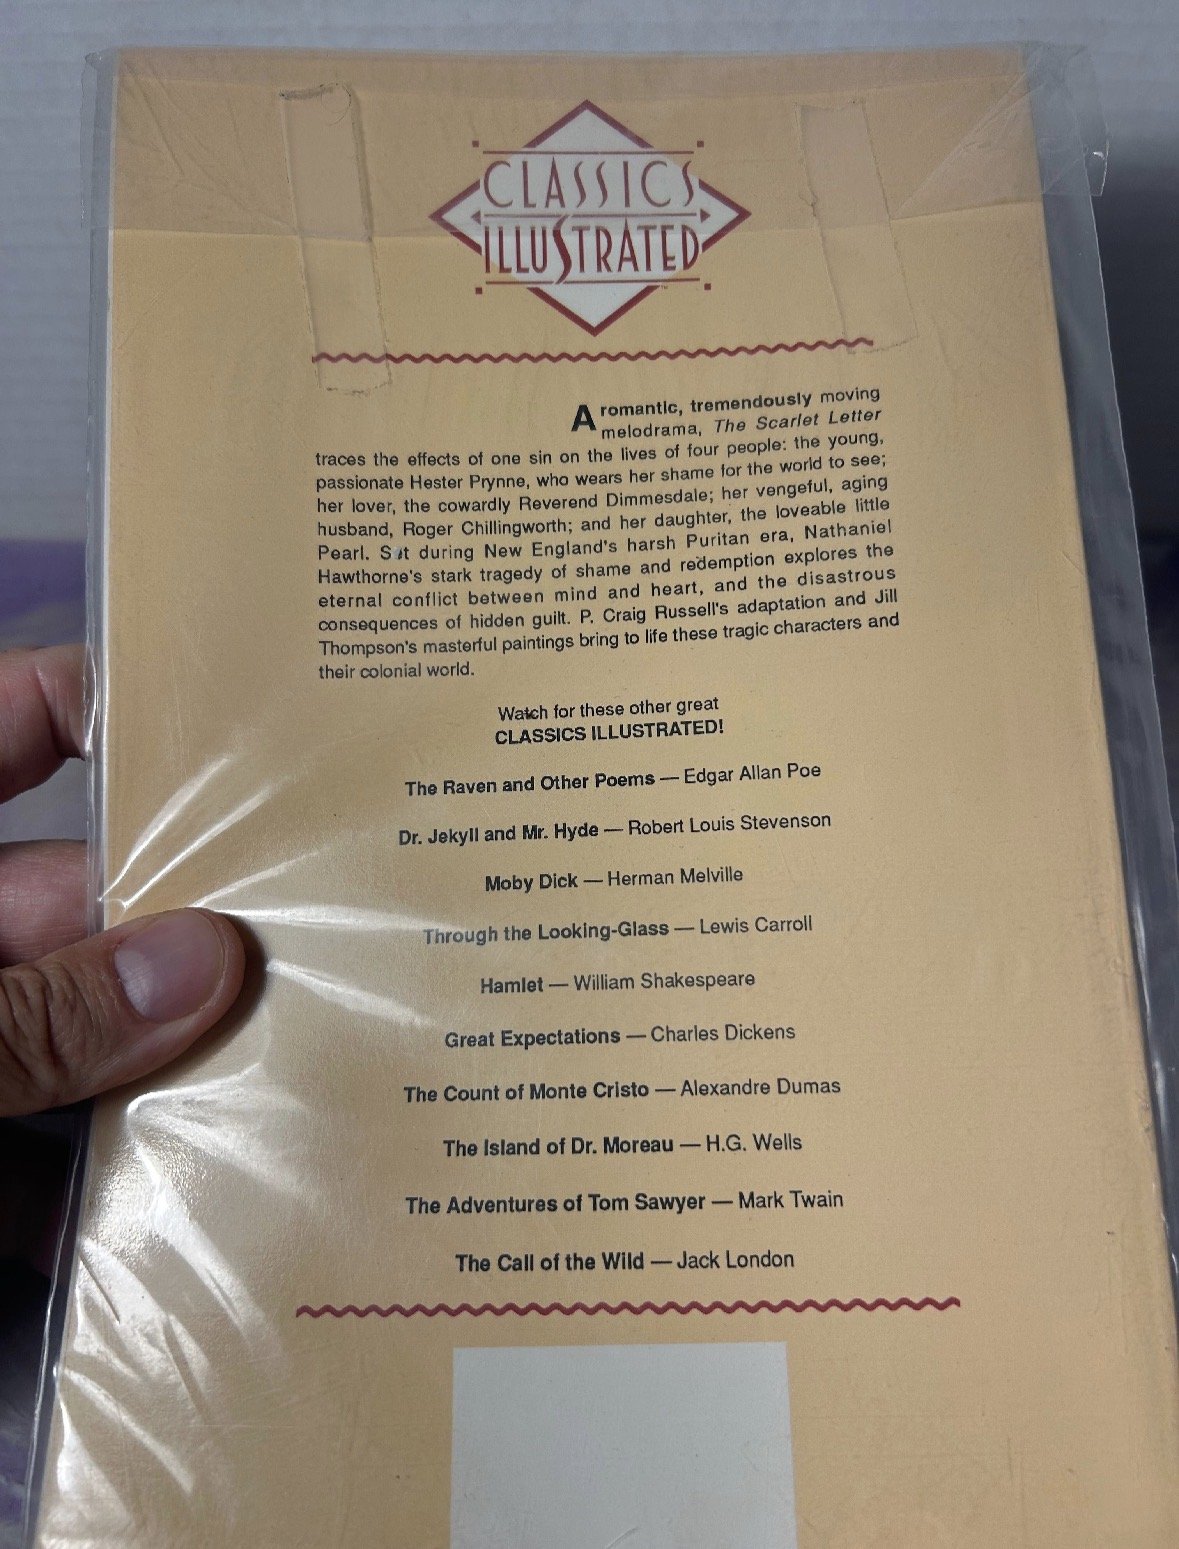 CLASSICS
ILLUSTRATED
TM
A romantic, tremendously moving
melodrama, The Scarlet Letter
traces the effects of one sin on the lives of four people: the young,
passionate Hester Prynne, who wears her shame for the world to see;
her lover, the cowardly Reverend Dimmesdale; her vengeful, aging
husband, Roger Chillingworth; and her daughter, the loveable little
Pearl. Set during New England's harsh Puritan era, Nathaniel
Hawthorne's stark tragedy of shame and redemption explores the
eternal conflict between mind and heart, and the disastrous
consequences of hidden guilt. P. Craig Russell's adaptation and Jill
Thompson's masterful paintings bring to life these tragic characters and
their colonial world.
Watch for these other great
CLASSICS ILLUSTRATED!
The Raven and Other Poems — Edgar Allan Poe
Dr. Jekyll and Mr. Hyde — Robert Louis Stevenson
Moby Dick — Herman Melville
Through the Looking-Glass — Lewis Carroll
Hamlet — William Shakespeare
Great Expectations — Charles Dickens
The Count of Monte Cristo — Alexandre Dumas
The Island of Dr. Moreau — H.G. Wells
The Adventures of Tom Sawyer — Mark Twain
The Call of the Wild — Jack London